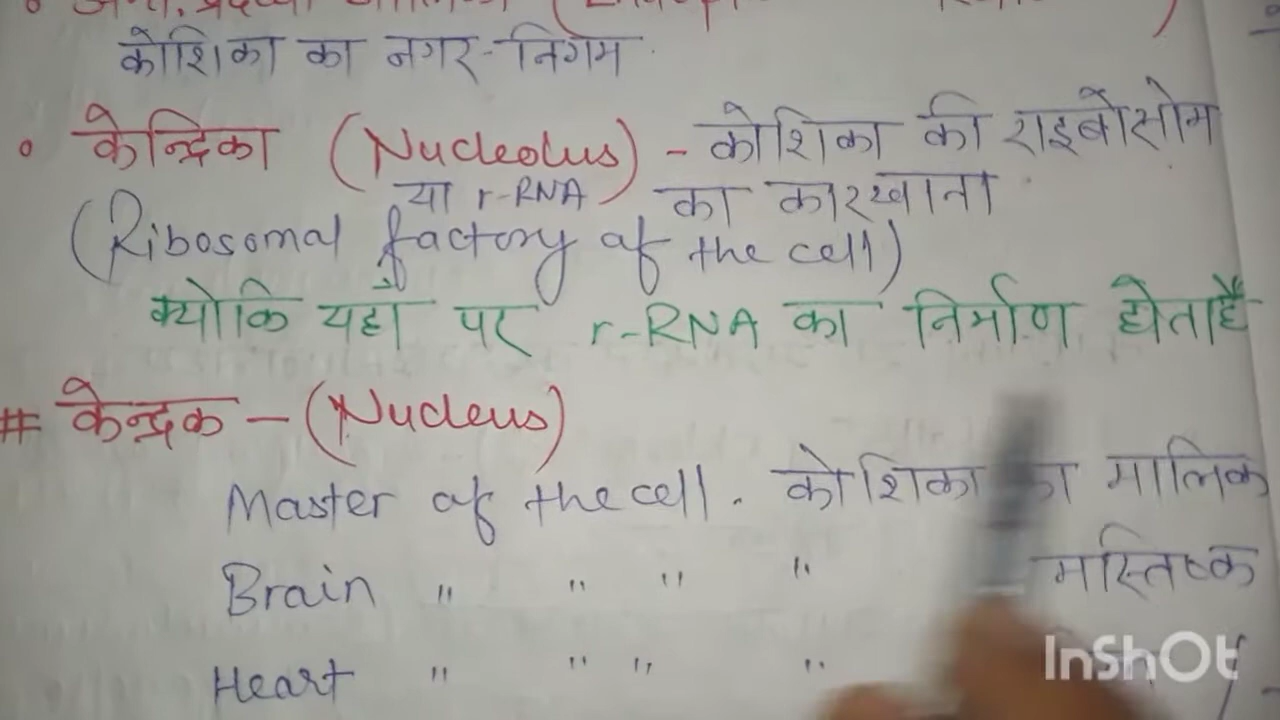 कोशिका का नगर-निगम
• केन्द्रिका (Nucleolus) - कोशिका की राइबोसोम
या r-RNA का कारखाना
(Ribosomal factory of the cell)
क्योकि यहाँ पर r-RNA का निर्माण होता है
# केन्द्रक - (Nucleus)
Master of the cell. कोशिका का मालिक
Brain " " " " मस्तिष्क
Heart " " " "
InShOt